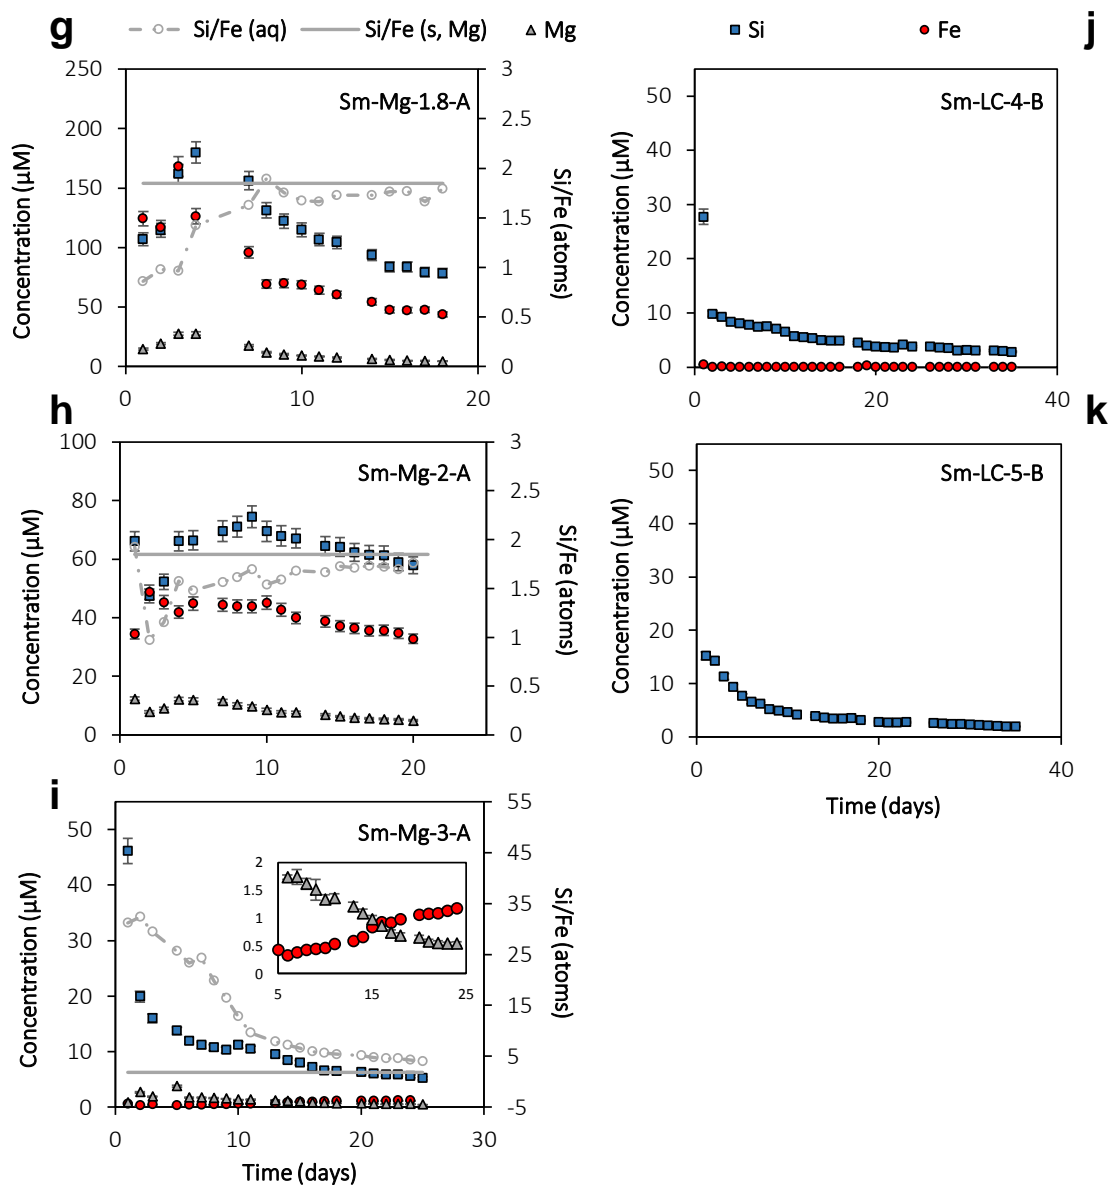 g
Si/Fe (aq) Si/Fe (s, Mg) Mg Si Fe
j
Sm-Mg-1.8-A
Concentration (µM)
250
200
150
100
50
0
3
2.5
2
1.5
1
0.5
0
Si/Fe (atoms)
0 10 20
Sm-LC-4-B
Concentration (µM)
50
40
30
20
10
0
0 20 40
h
Sm-Mg-2-A
Concentration (µM)
100
80
60
40
20
0
3
2.5
2
1.5
1
0.5
0
Si/Fe (atoms)
0 10 20
k
Sm-LC-5-B
Concentration (µM)
50
40
30
20
10
0
0 20 40
Time (days)
i
Sm-Mg-3-A
Concentration (µM)
50
40
30
20
10
0
55
45
35
25
15
5
-5
Si/Fe (atoms)
2
1.5
1
0.5
0
5 15 25
0 10 20 30
Time (days)